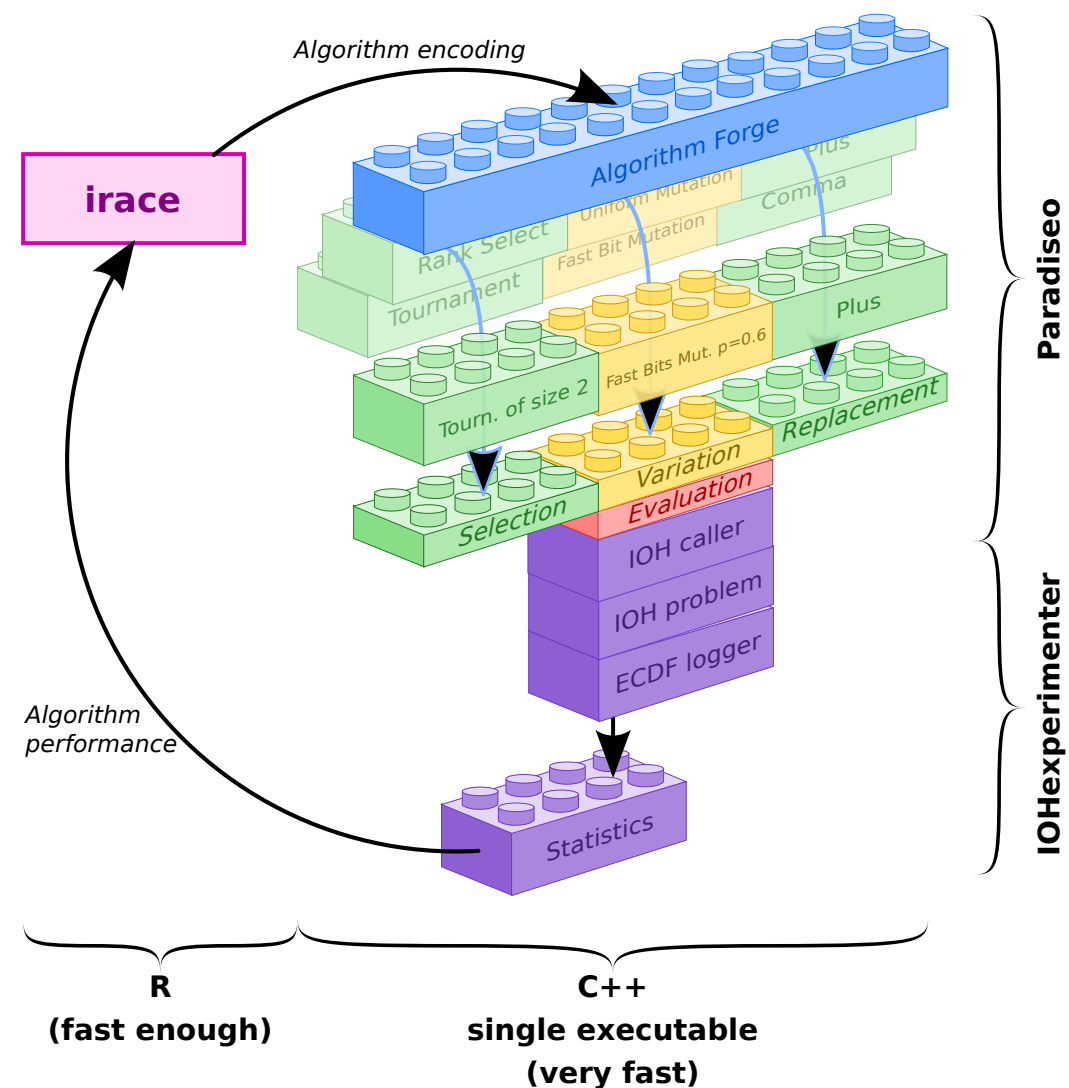 Algorithm encoding
irace
Algorithm Forge
Plus
Uniform Mutation
Comma
Rank Select
Fast Bit Mutation
Tournament
Plus
Fast Bits Mut. p=0.6
Tourn. of size 2
Replacement
Variation
Selection
Evaluation
IOH caller
IOH problem
ECDF logger
Algorithm
performance
Statistics
Paradiseo
IOHexperimenter
R
(fast enough)
C++
single executable
(very fast)